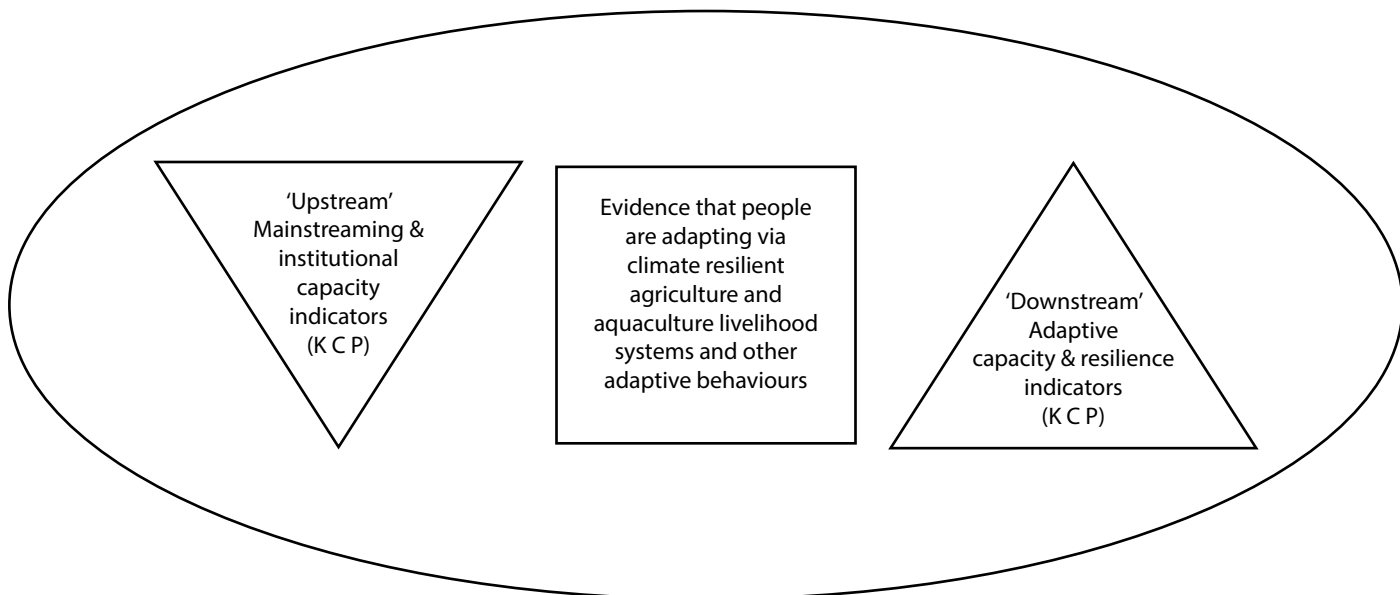 ‘Upstream’
Mainstreaming &
institutional
capacity
indicators
(K C P)
Evidence that people
are adapting via
climate resilient
agriculture and
aquaculture livelihood
systems and other
adaptive behaviours
‘Downstream’
Adaptive
capacity & resilience
indicators
(K C P)